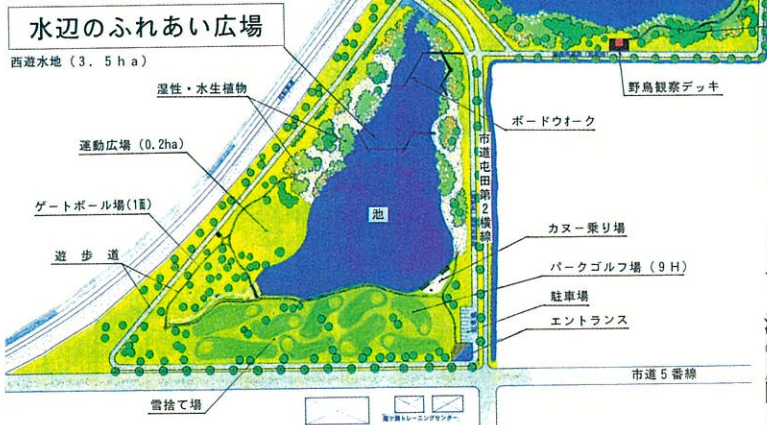 水辺のふれあい広場
西遊水地（3.5ha）
湿性・水生植物
運動広場（0.2ha）
ゲートボール場(1面)
遊歩道
池
雪捨て場
野鳥観察デッキ
ボードウォーク
市道屯田第2横線
カヌー乗り場
パークゴルフ場（9H）
駐車場
エントランス
市道5番線